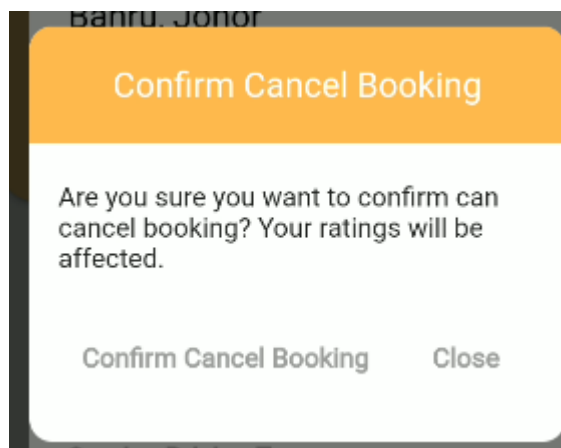 Bahru, Johor
Confirm Cancel Booking
Are you sure you want to confirm can
cancel booking? Your ratings will be
affected.
Confirm Cancel Booking
Close